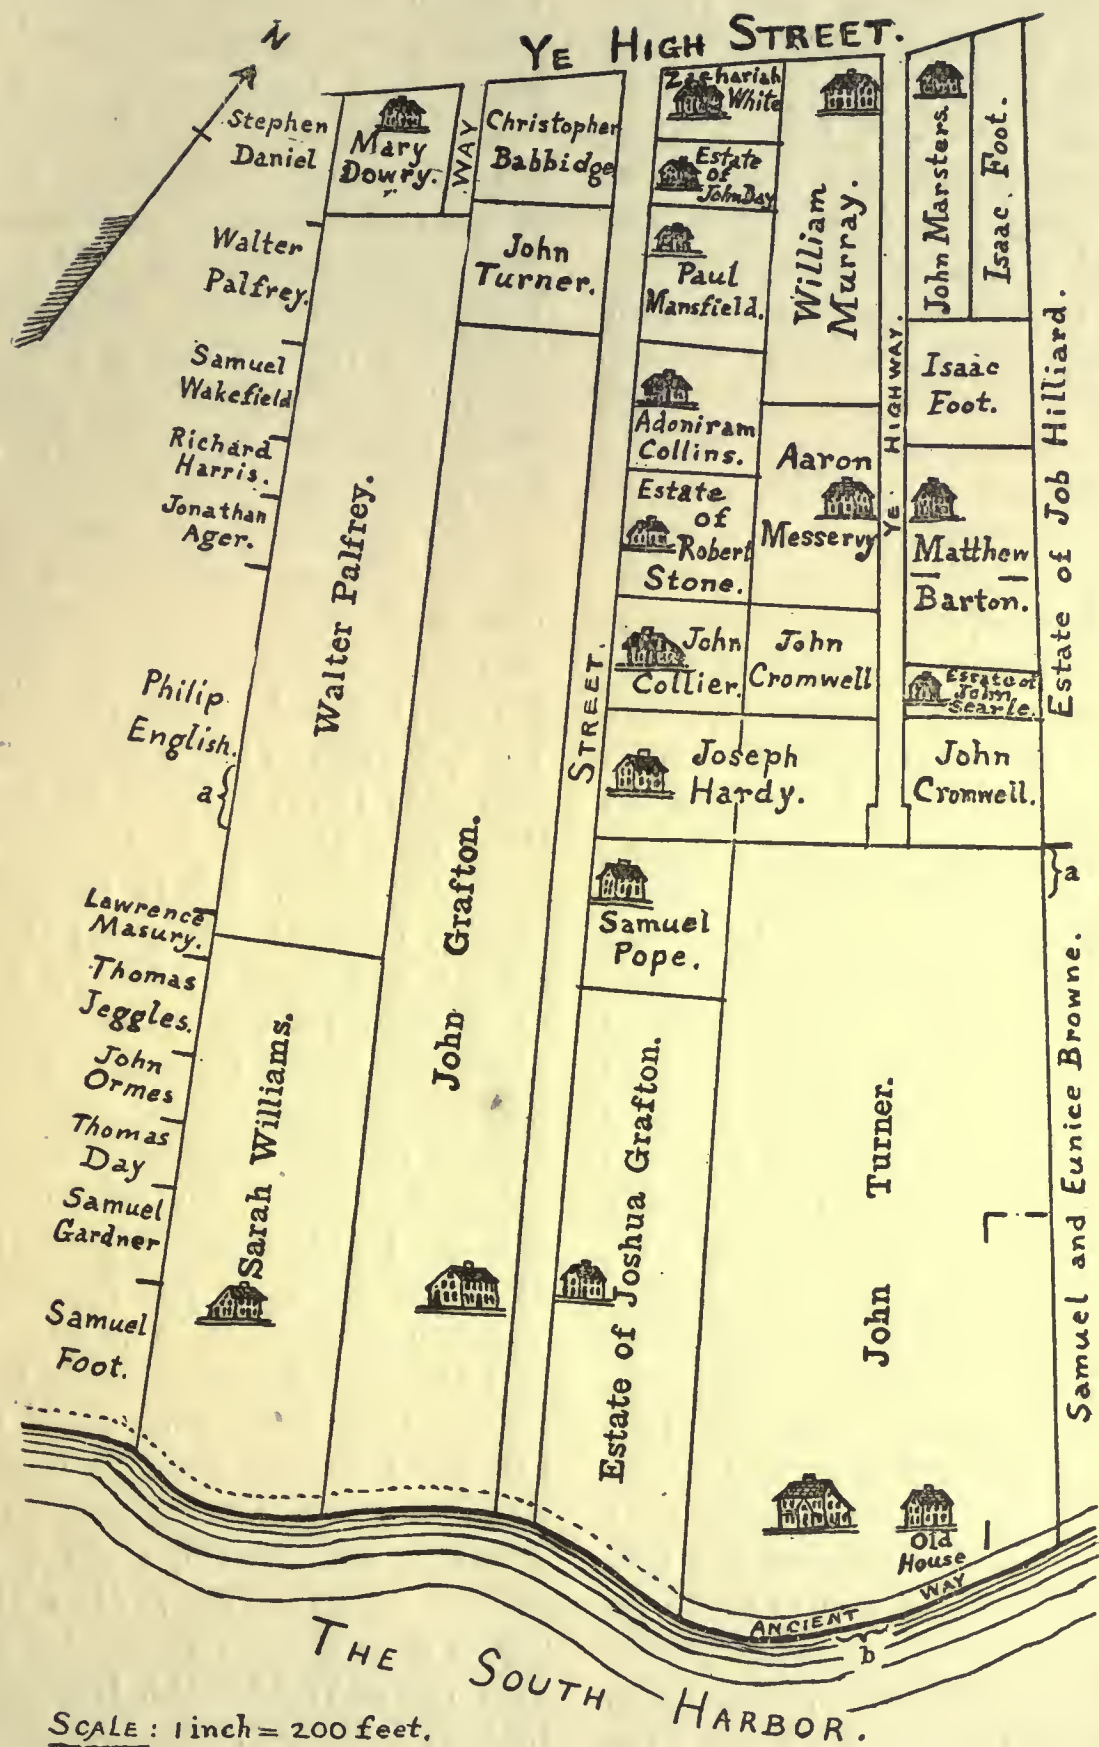 YE HIGH STREET.
N
Stephen
Daniel
Mary
Dowry.
WAY
Christopher
Babbidge
Zachariah
White
Estate
of
John Day
William
Murray.
John Marsters.
Isaac Foot.
Walter
Palfrey.
John
Turner.
Paul
Mansfield.
Samuel
Wakefield
Isaac
Foot.
Estate of Job Hilliard.
YE HIGHWAY.
Adoniram
Collins.
Richard
Harris.
Jonathan
Ager.
Walter Palfrey.
Estate
of
Robert
Stone.
Aaron
Messervy
Matthew
Barton.
John
Collier.
John
Cromwell
Estate of
John
Searle.
Philip
English.
a
STREET.
Joseph
Hardy.
John
Cromwell.
a
Lawrence
Masury.
John Grafton.
Samuel
Pope.
Thomas
Jeggles.
John
Ormes
Thomas
Day
Samuel
Gardner
Samuel
Foot.
Sarah Williams.
Estate of Joshua Grafton.
John Turner.
Samuel and Eunice Browne.
Old
House
ANCIENT WAY
b
THE SOUTH HARBOR.
SCALE: 1 inch = 200 feet.